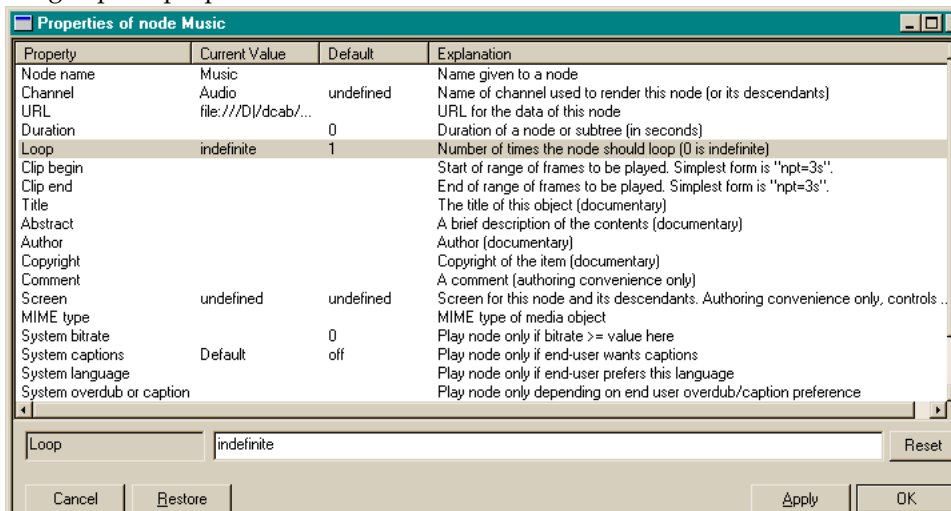 Properties of node Music
Property Current Value Default Explanation
Node name Music Name given to a node
Channel Audio undefined Name of channel used to render this node (or its descendants)
URL file:///D|/dcab/... URL for the data of this node
Duration 0 Duration of a node or subtree (in seconds)
Loop indefinite 1 Number of times the node should loop (0 is indefinite)
Clip begin Start of range of frames to be played. Simplest form is "npt=3s".
Clip end End of range of frames to be played. Simplest form is "npt=3s".
Title The title of this object (documentary)
Abstract A brief description of the contents (documentary)
Author Author (documentary)
Copyright Copyright of the item (documentary)
Comment A comment (authoring convenience only)
Screen undefined undefined Screen for this node and its descendants. Authoring convenience only, controls ...
MIME type MIME type of media object
System bitrate 0 Play node only if bitrate >= value here
System captions Default off Play node only if end-user wants captions
System language Play node only if end-user prefers this language
System overdub or caption Play node only depending on end user overdub/caption preference
Loop indefinite Reset
Cancel Restore Apply OK